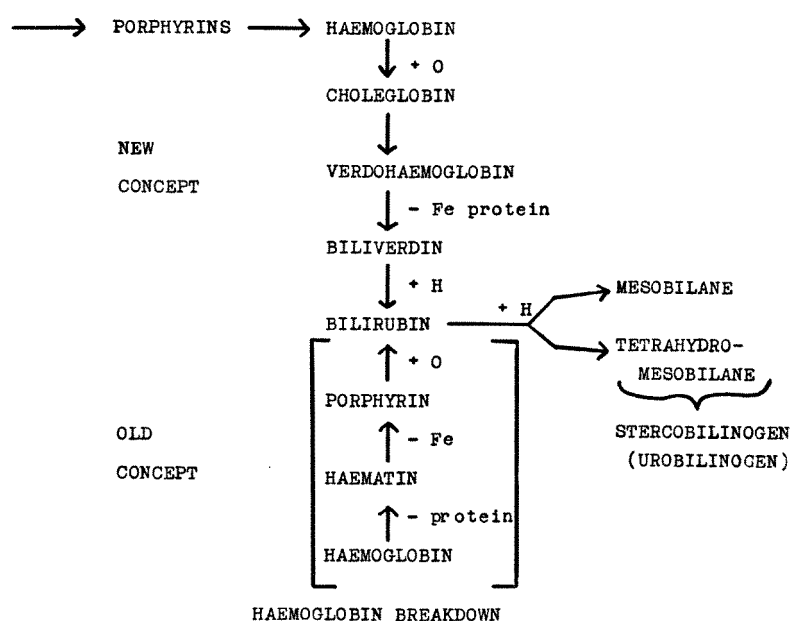 PORPHYRINS HAEMOGLOBIN
+ O
CHOLEGLOBIN
NEW
CONCEPT
VERDOHAEMOGLOBIN
- Fe protein
BILIVERDIN
+ H
BILIRUBIN
+ H
MESOBILANE
TETRAHYDRO-
MESOBILANE
STERCOBILINOGEN
(UROBILINOGEN)
+ O
PORPHYRIN
OLD
CONCEPT
- Fe
HAEMATIN
- protein
HAEMOGLOBIN
HAEMOGLOBIN BREAKDOWN